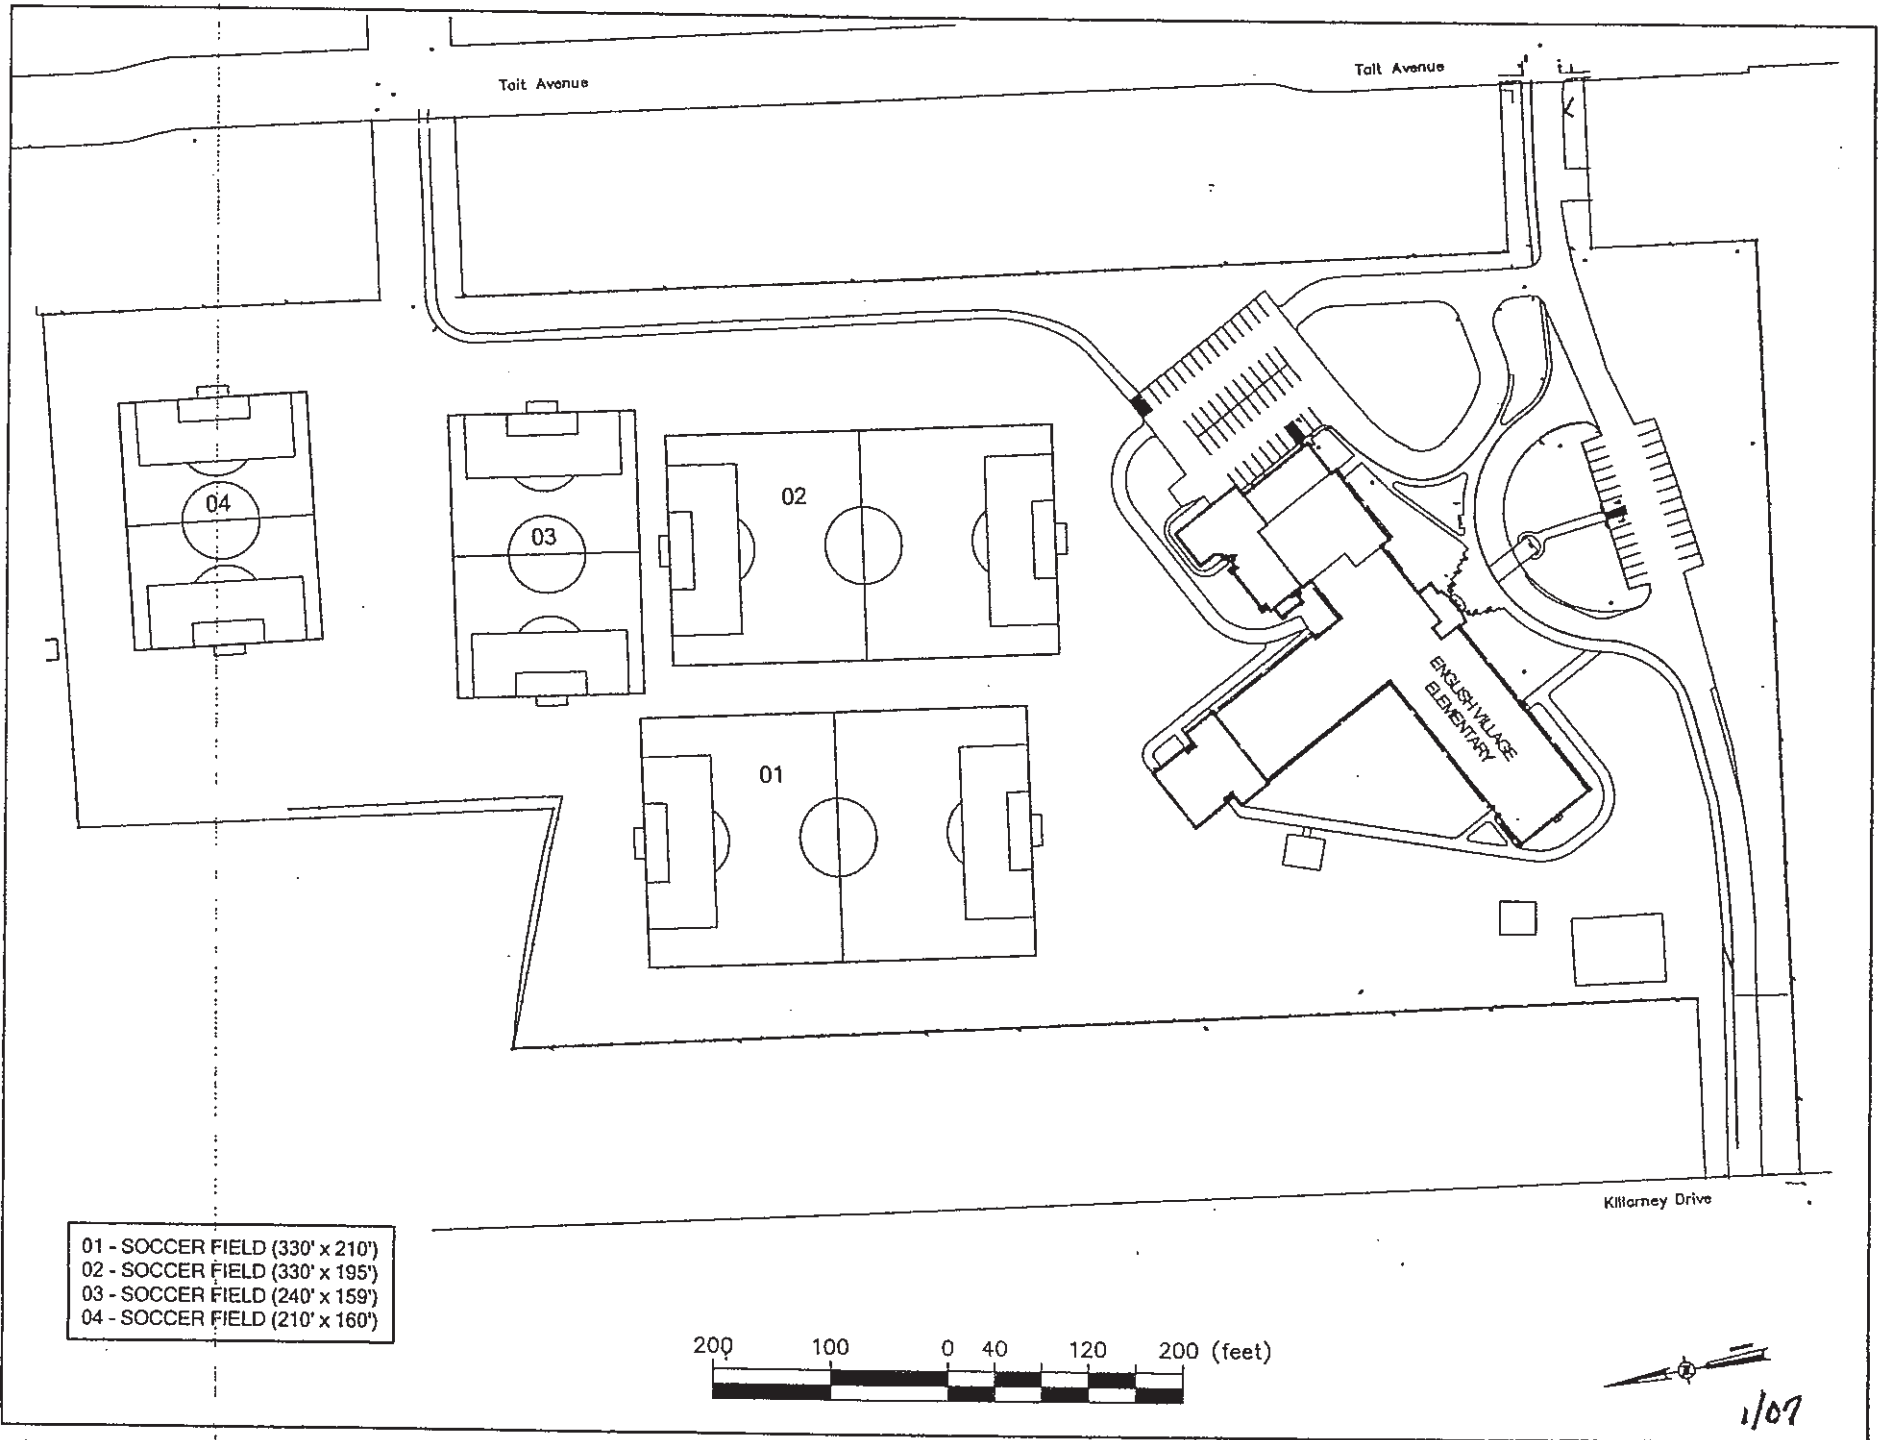 Tait Avenue
Tait Avenue
04
03
02
01
ENGLISH VILLAGE
ELEMENTARY
Killarney Drive
01 - SOCCER FIELD (330' x 210')
02 - SOCCER FIELD (330' x 195')
03 - SOCCER FIELD (240' x 159')
04 - SOCCER FIELD (210' x 160')
200 100 0 40 120 200 (feet)
N
1/07